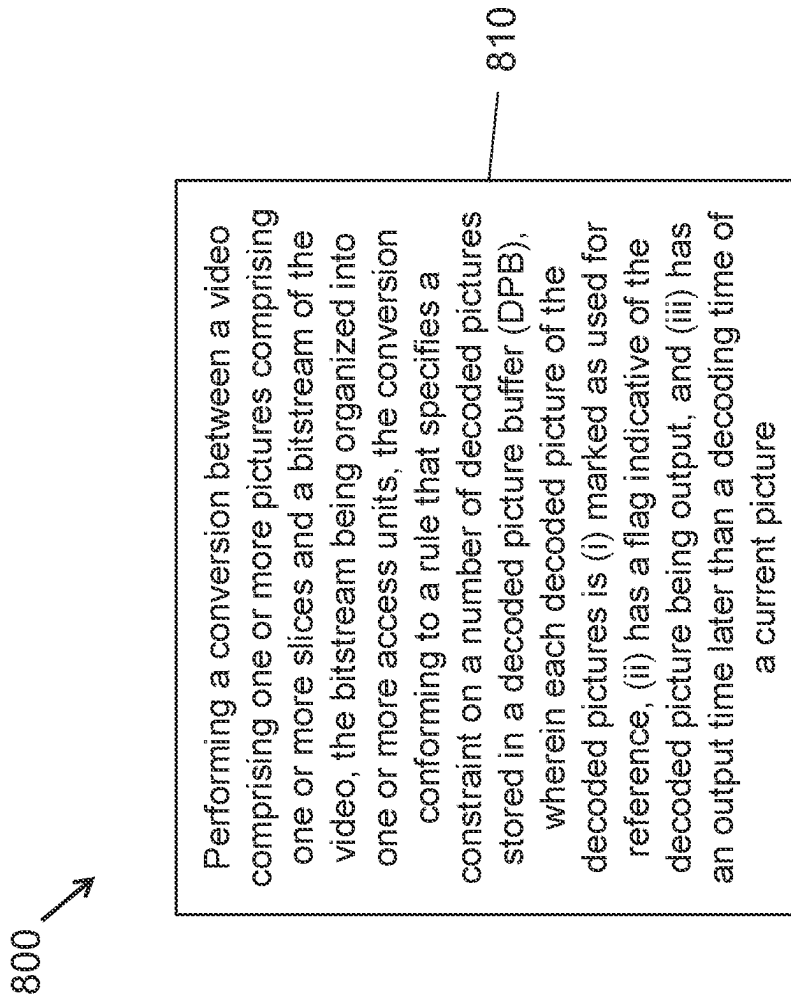 800
Performing a conversion between a video
comprising one or more pictures comprising
one or more slices and a bitstream of the
video, the bitstream being organized into
one or more access units, the conversion
conforming to a rule that specifies a
constraint on a number of decoded pictures
stored in a decoded picture buffer (DPB),
wherein each decoded picture of the
decoded pictures is (i) marked as used for
reference, (ii) has a flag indicative of the
decoded picture being output, and (iii) has
an output time later than a decoding time of
a current picture
810